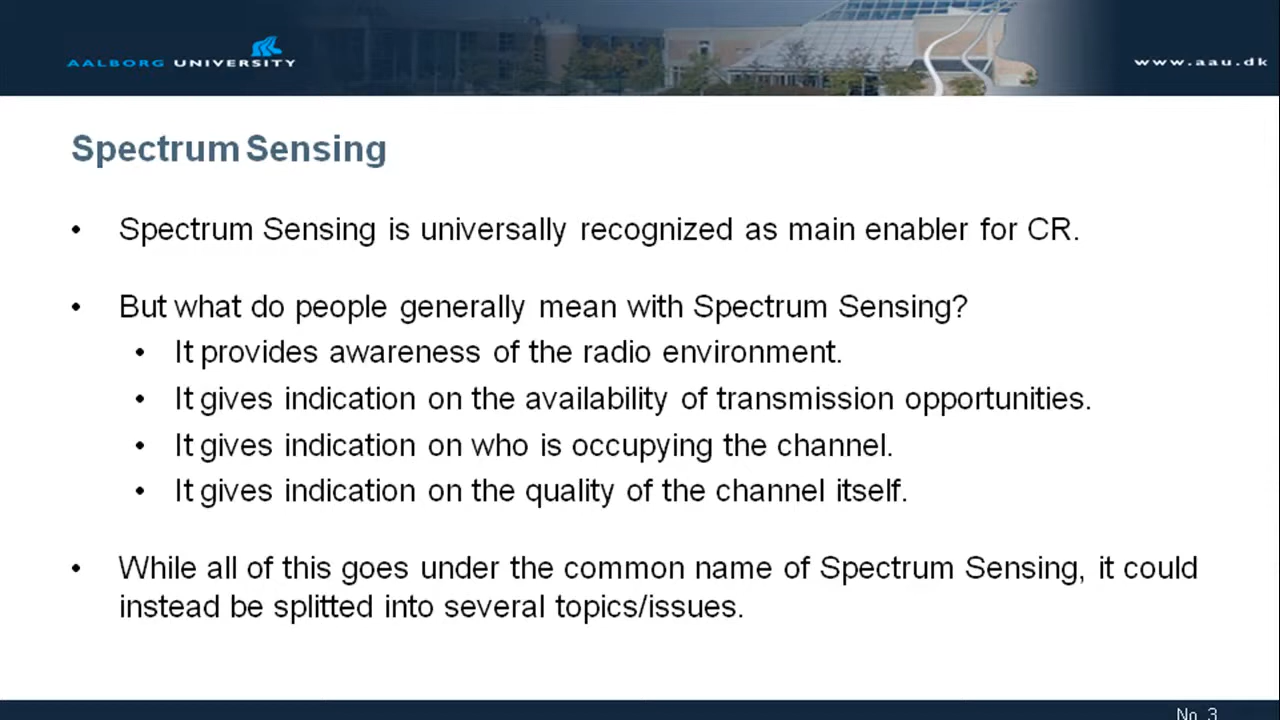 AALBORG UNIVERSITY
www.aau.dk
Spectrum Sensing
• Spectrum Sensing is universally recognized as main enabler for CR.
• But what do people generally mean with Spectrum Sensing?
• It provides awareness of the radio environment.
• It gives indication on the availability of transmission opportunities.
• It gives indication on who is occupying the channel.
• It gives indication on the quality of the channel itself.
• While all of this goes under the common name of Spectrum Sensing, it could
instead be splitted into several topics/issues.
No. 3